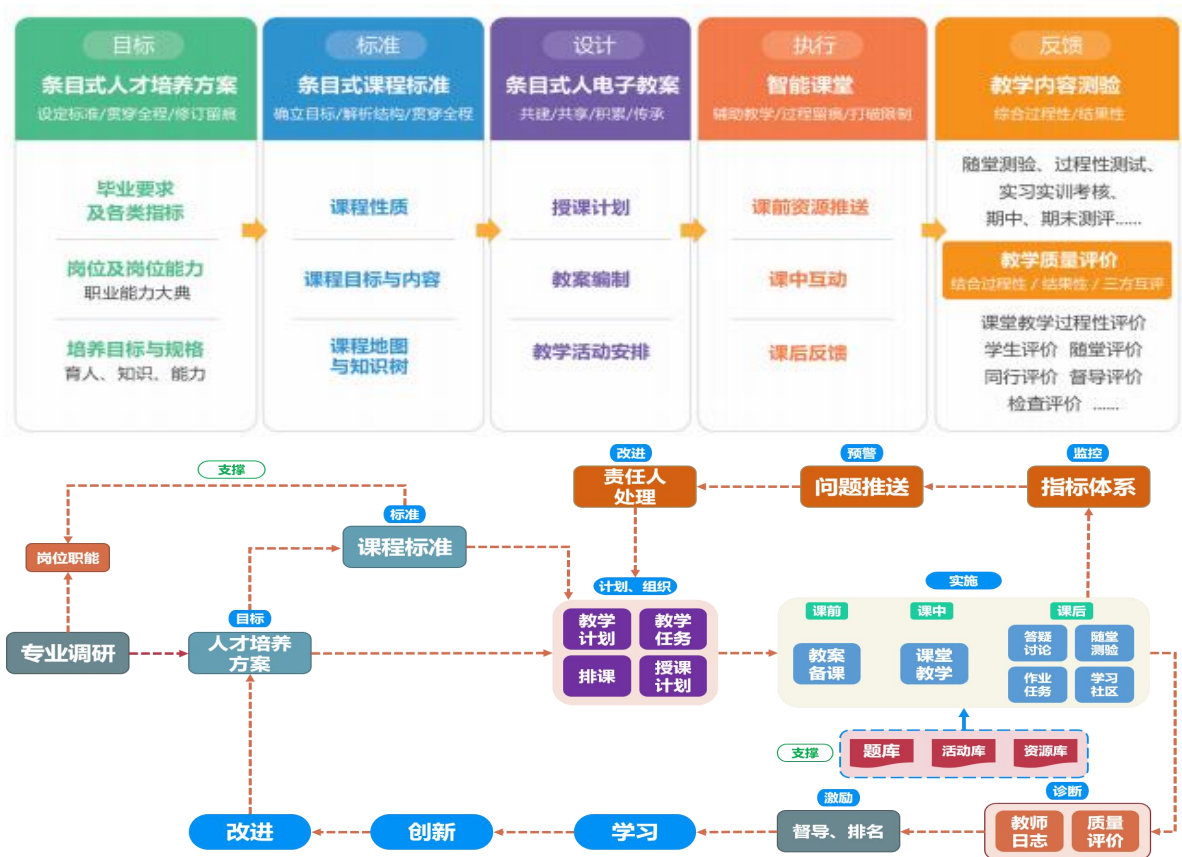 目标
条目式人才培养方案
设定标准/贯穿全程/修订留痕
毕业要求
及各类指标
岗位及岗位能力
职业能力大典
培养目标与规格
育人、知识、能力
标准
条目式课程标准
确立目标/解析结构/贯穿全程
课程性质
课程目标与内容
课程地图
与知识树
设计
条目式人电子教案
共建/共享/积累/传承
授课计划
教案编制
教学活动安排
执行
智能课堂
辅助教学/过程留痕/打破限制
课前资源推送
课中互动
课后反馈
反馈
教学内容测验
综合过程性/结果性
随堂测验、过程性测试、
实习实训考核、
期中、期末测评......
教学质量评价
结合过程性 / 结果性 / 三方互评
课堂教学过程性评价
学生评价 随堂评价
同行评价 督导评价
检查评价 ......
支撑
改进
责任人
处理
预警
问题推送
监控
指标体系
标准
课程标准
岗位职能
专业调研
目标
人才培养
方案
计划、组织
教学
计划
教学
任务
排课
授课
计划
实施
课前
教案
备课
课中
课堂
教学
课后
答疑
讨论
随堂
测验
作业
任务
学习
社区
支撑
题库
活动库
资源库
诊断
教师
日志
质量
评价
激励
督导、排名
学习
创新
改进